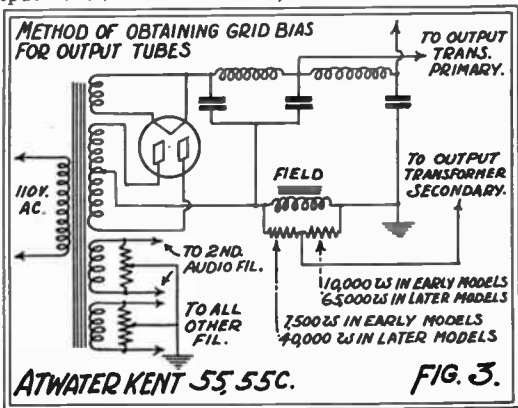 METHOD OF OBTAINING GRID BIAS
FOR OUTPUT TUBES
TO OUTPUT
TRANS.
PRIMARY.
TO OUTPUT
TRANSFORMER
SECONDARY.
FIELD
110V.
AC.
TO 2ND.
AUDIO FIL.
TO ALL
OTHER
FIL.
10,000 ω IN EARLY MODELS
65,000 ω IN LATER MODELS
7,500 ω IN EARLY MODELS
40,000 ω IN LATER MODELS
ATWATER KENT 55, 55C.
FIG. 3.